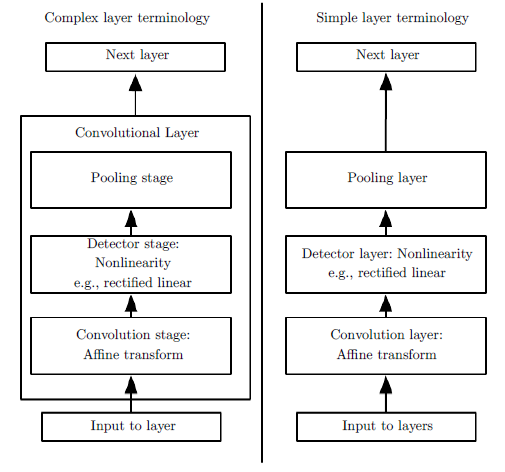 Complex layer terminology
Next layer
Convolutional Layer
Pooling stage
Detector stage:
Nonlinearity
e.g., rectified linear
Convolution stage:
Affine transform
Input to layer
Simple layer terminology
Next layer
Pooling layer
Detector layer: Nonlinearity
e.g., rectified linear
Convolution layer:
Affine transform
Input to layers